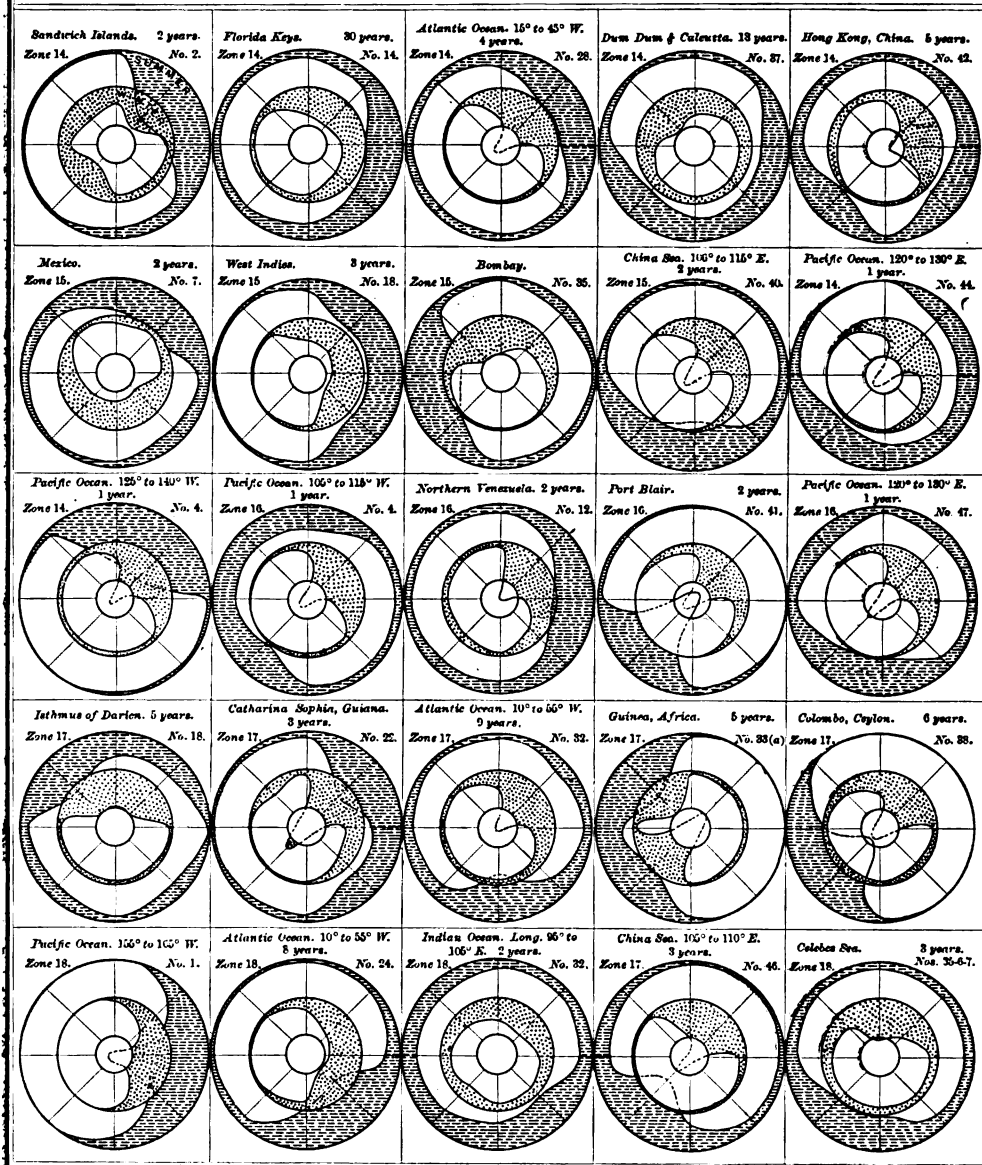 Sandwich Islands. 2 years.
Zone 14. No. 2.
SUMMER
Florida Keys. 30 years.
Zone 14. No. 14.
Atlantic Ocean. 15° to 45° W.
4 years.
Zone 14. No. 28.
Dum Dum & Calcutta. 13 years.
Zone 14. No. 37.
Hong Kong, China. 5 years.
Zone 14. No. 42.
Mexico. 2 years.
Zone 15. No. 7.
West Indies. 3 years.
Zone 15 No. 18.
Bombay.
Zone 15. No. 35.
China Sea. 105° to 115° E.
2 years.
Zone 15. No. 40.
Pacific Ocean. 120° to 130° E.
1 year.
Zone 14. No. 44.
Pacific Ocean. 125° to 140° W.
1 year.
Zone 14. No. 4.
Pacific Ocean. 105° to 115° W.
1 year.
Zone 16. No. 4.
Northern Venezuela. 2 years.
Zone 16. No. 12.
Port Blair. 2 years.
Zone 16. No. 41.
Pacific Ocean. 120° to 130° E.
1 year.
Zone 16. No. 47.
Isthmus of Darien. 5 years.
Zone 17. No. 18.
Catharina Sophia, Guiana.
3 years.
Zone 17. No. 22.
Atlantic Ocean. 10° to 55° W.
9 years.
Zone 17. No. 32.
Guinea, Africa. 5 years.
Zone 17. No. 33(a)
Colombo, Ceylon. 6 years.
Zone 17. No. 38.
Pacific Ocean. 155° to 165° W.
Zone 18. No. 1.
Atlantic Ocean. 10° to 55° W.
8 years.
Zone 18. No. 24.
Indian Ocean. Long. 95° to
105° E. 2 years.
Zone 18. No. 32.
China Sea. 105° to 110° E.
3 years.
Zone 17. No. 46.
Celebes Sea. 3 years.
Zone 18. Nos. 35-6-7.